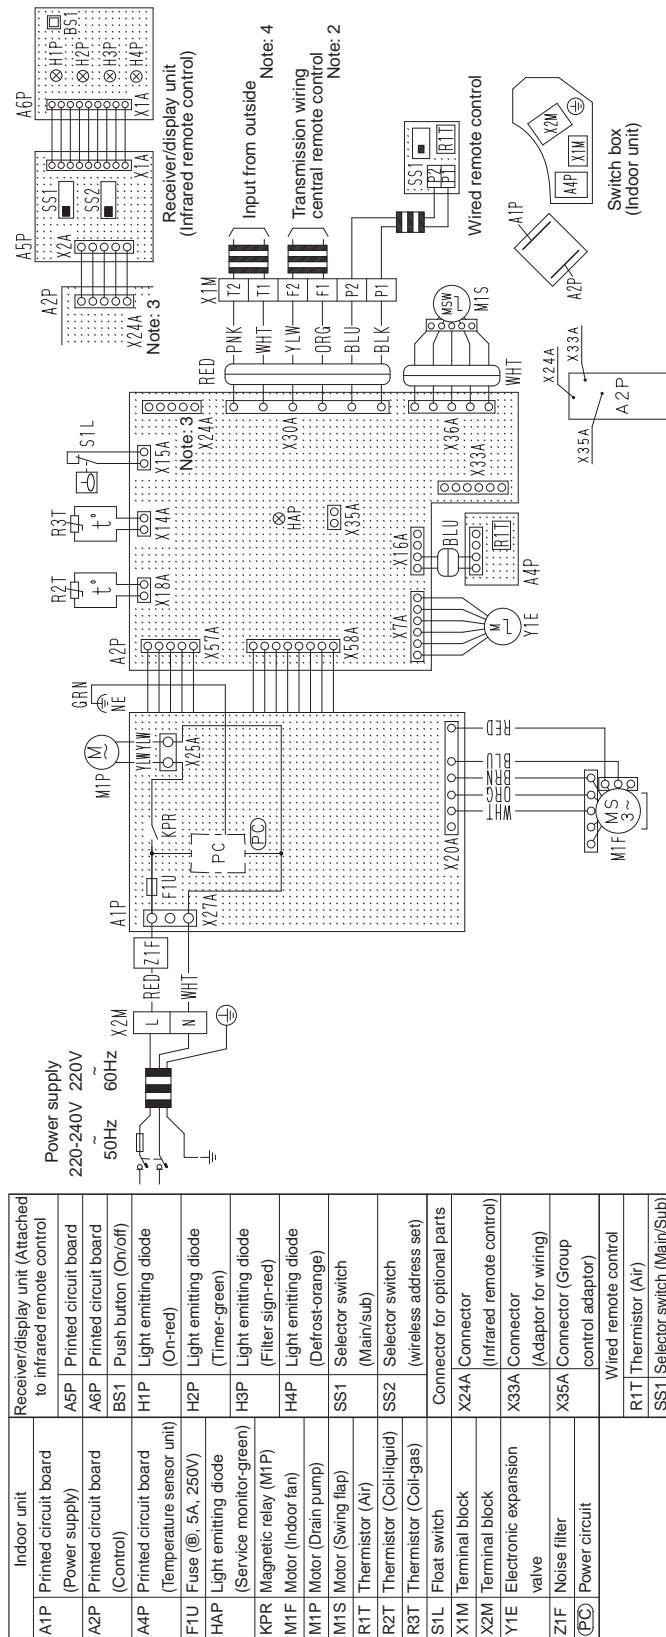 Indoor unit
A1P Printed circuit board
(Power supply)
A2P Printed circuit board
(Control)
A4P Printed circuit board
(Temperature sensor unit)
F1U Fuse (Ⓑ, 5A, 250V)
HAP Light emitting diode
(Service monitor-green)
KPR Magnetic relay (M1P)
M1F Motor (Indoor fan)
M1P Motor (Drain pump)
M1S Motor (Swing flap)
R1T Thermistor (Air)
R2T Thermistor (Coil-liquid)
R3T Thermistor (Coil-gas)
S1L Float switch
X1M Terminal block
X2M Terminal block
Y1E Electronic expansion
valve
Z1F Noise filter
PC Power circuit
Receiver/display unit (Attached
to infrared remote control
A5P Printed circuit board
A6P Printed circuit board
BS1 Push button (On/off)
H1P Light emitting diode
(On-red)
H2P Light emitting diode
(Timer-green)
H3P Light emitting diode
(Filter sign-red)
H4P Light emitting diode
(Defrost-orange)
SS1 Selector switch
(Main/sub)
SS2 Selector switch
(wireless address set)
Connector for optional parts
X24A Connector
(Infrared remote control)
X33A Connector
(Adaptor for wiring)
X35A Connector (Group
control adaptor)
Wired remote control
R1T Thermistor (Air)
SS1 Selector switch (Main/Sub)
Power supply
220-240V 220V
~ ~
50Hz 60Hz
X2M
L
N
RED
WHT
Z1F
A1P
F1U
X27A
KPR
PC
PC
M1P
M
~
YLW
YLW
X25A
GRN
NE
X20A
WHT
ORG
BRN
BLU
RED
MS
3~
M1F
A2P
X57A
X58A
R2T
t°
X18A
R3T
t°
X14A
S1L
X15A
Note: 3
X24A
HAP
X35A
X30A
X7A
M
Y1E
X16A
BLU
A4P
R1T
X33A
X36A
WHT
MSW
M1S
RED
PNK
WHT
YLW
ORG
BLU
BLK
X1M
T2
T1
F2
F1
P2
P1
Input from outside
Note: 4
Transmission wiring
central remote control
Note: 2
SS1
R1T
P2
P1
Wired remote control
A2P
X24A
Note: 3
A5P
X2A
SS1
SS2
X1A
A6P
BS1
H1P
H2P
H3P
H4P
X1A
Receiver/display unit
(Infrared remote control)
X24A
X33A
X35A
A2P
A1P
A2P
A4P
X1M
X2M
Switch box
(Indoor unit)